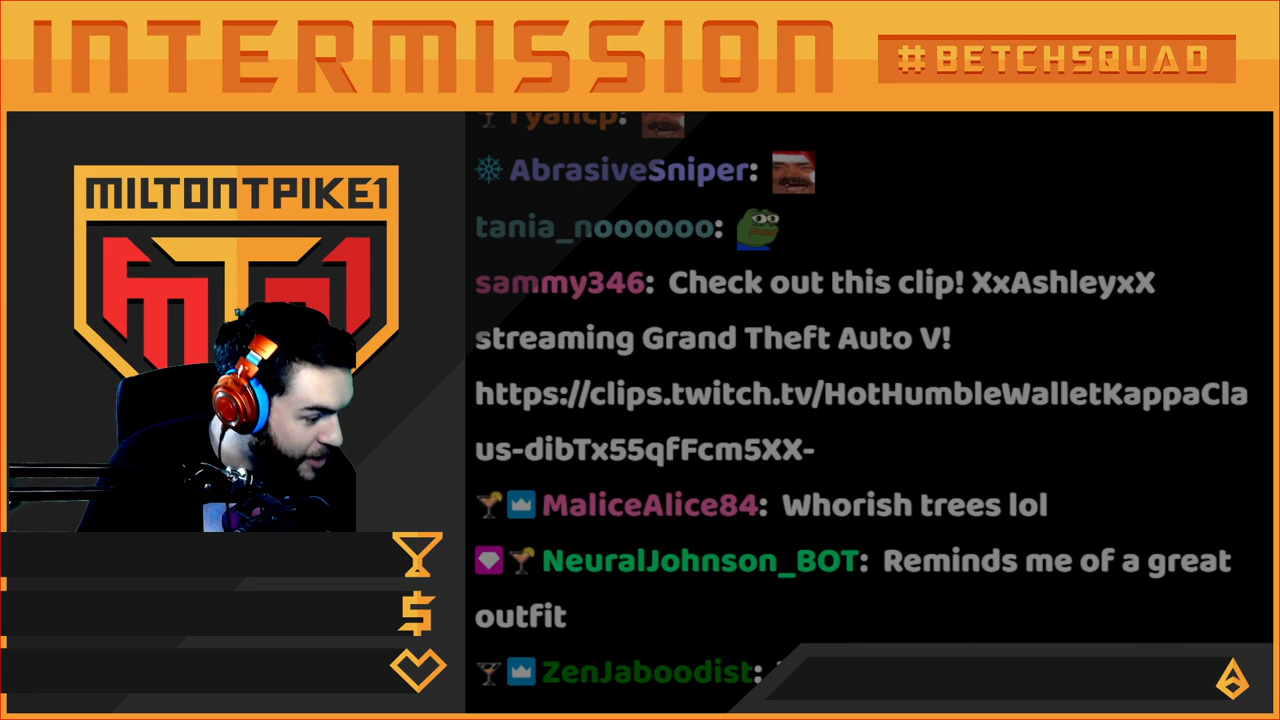 INTERMISSION
#BETCHSQUAD
MILTONTPIKE1
ryancp:
AbrasiveSniper:
tania_noooooo:
sammy346: Check out this clip! XxAshleyxX
streaming Grand Theft Auto V!
https://clips.twitch.tv/HotHumbleWalletKappaCla
us-dibTx55qfFcm5XX-
MaliceAlice84: Whorish trees lol
NeuralJohnson_BOT: Reminds me of a great
outfit
ZenJaboodist: